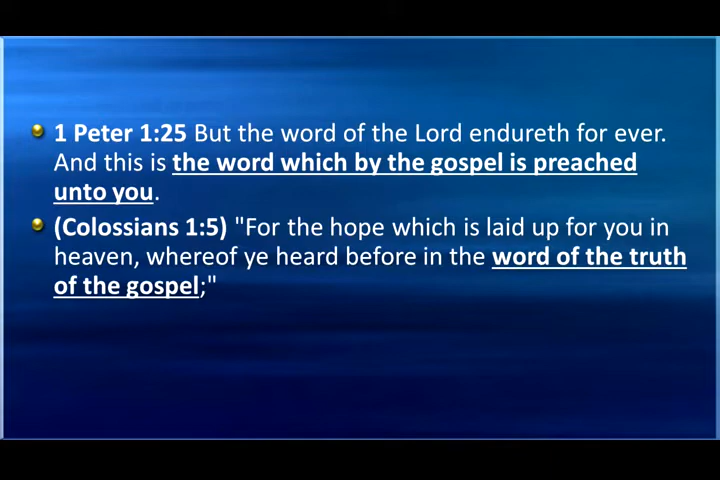 1 Peter 1:25 But the word of the Lord endureth for ever.
And this is the word which by the gospel is preached
unto you.
(Colossians 1:5) "For the hope which is laid up for you in
heaven, whereof ye heard before in the word of the truth
of the gospel;"